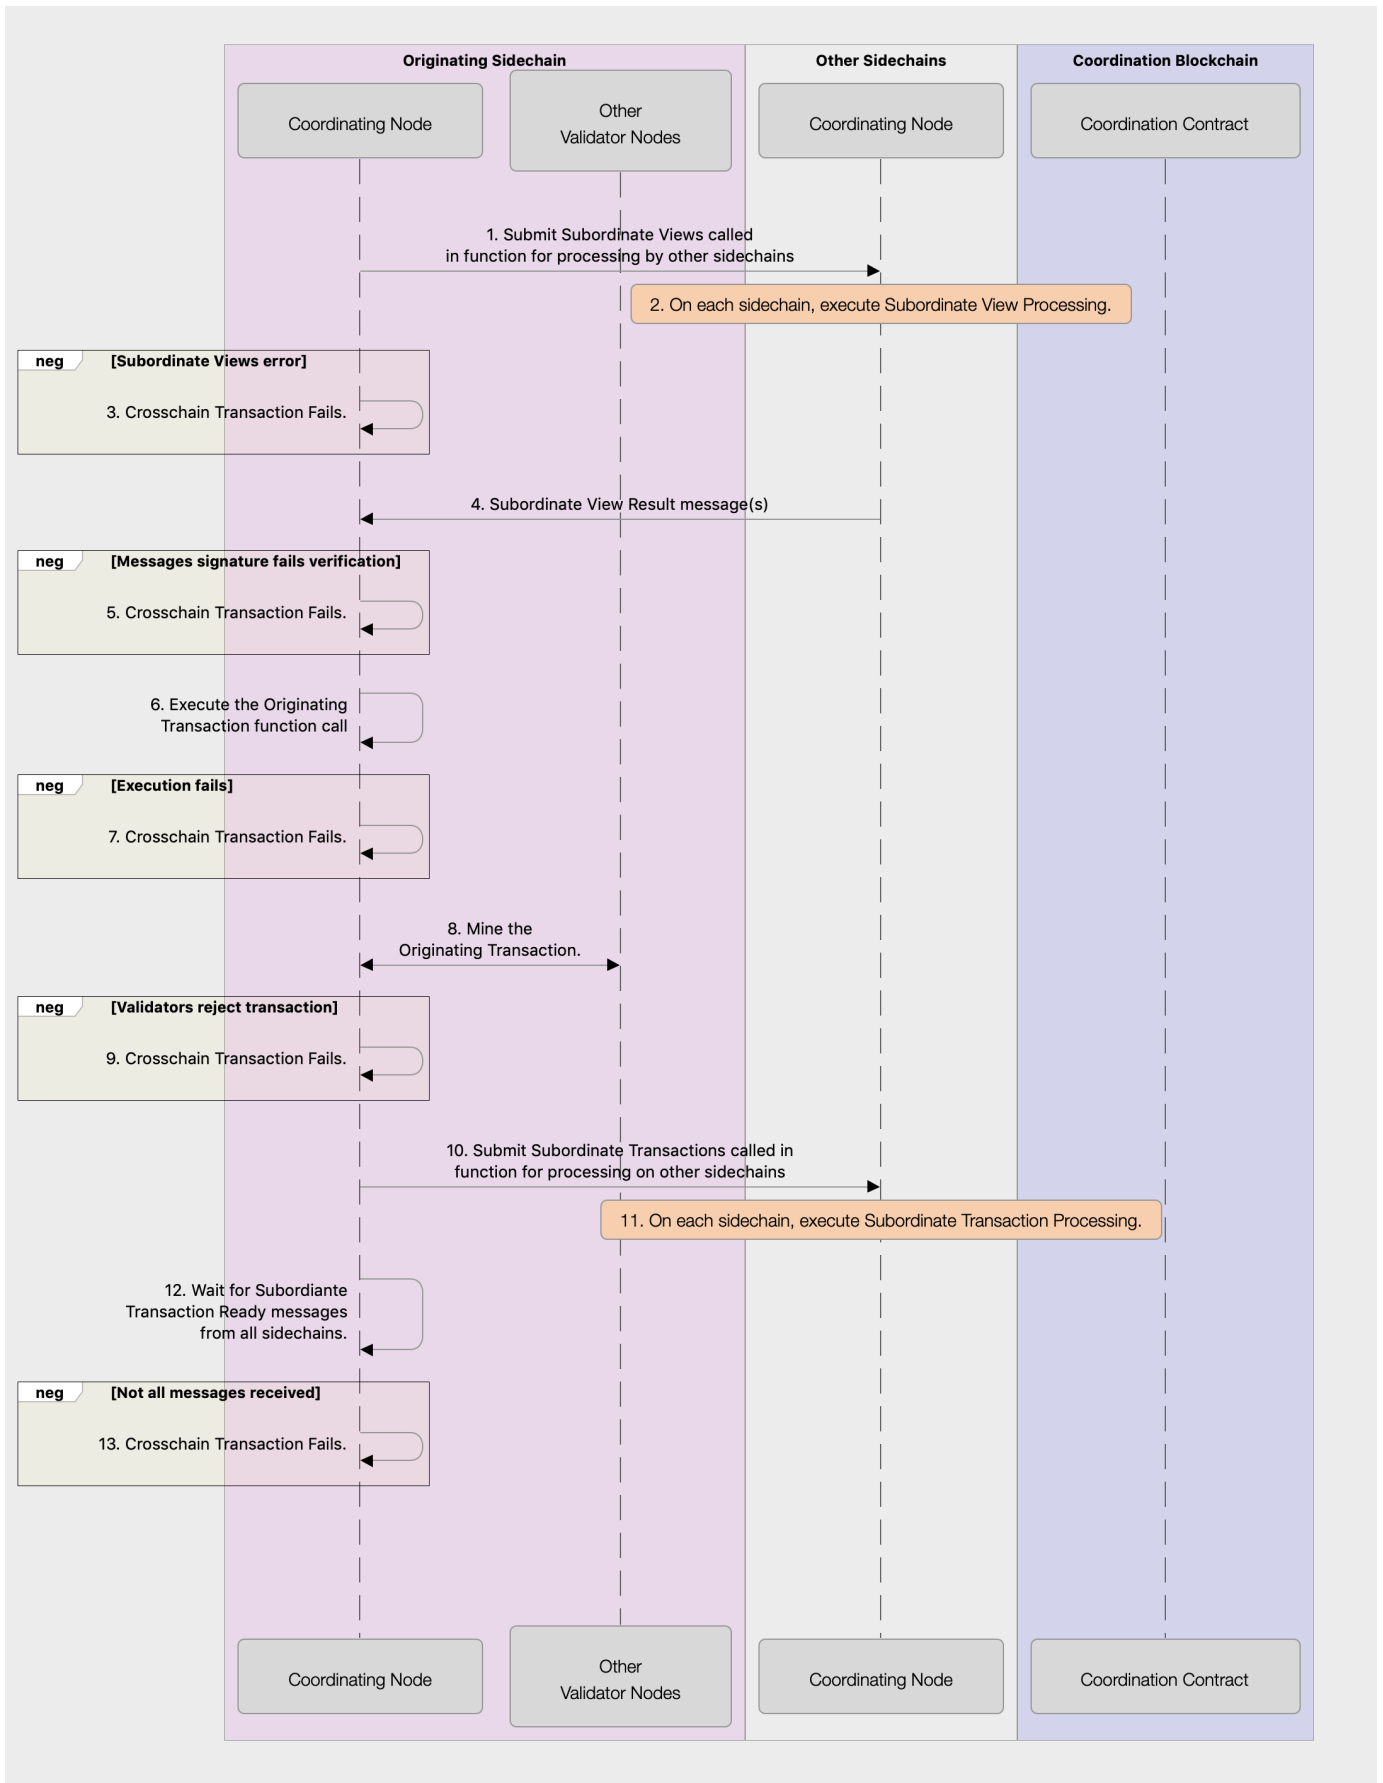 Originating Sidechain
Other Sidechains
Coordination Blockchain
Coordinating Node
Other
Validator Nodes
Coordinating Node
Coordination Contract
1. Submit Subordinate Views called
in function for processing by other sidechains
2. On each sidechain, execute Subordinate View Processing.
neg
[Subordinate Views error]
3. Crosschain Transaction Fails.
4. Subordinate View Result message(s)
neg
[Messages signature fails verification]
5. Crosschain Transaction Fails.
6. Execute the Originating
Transaction function call
neg
[Execution fails]
7. Crosschain Transaction Fails.
8. Mine the
Originating Transaction.
neg
[Validators reject transaction]
9. Crosschain Transaction Fails.
10. Submit Subordinate Transactions called in
function for processing on other sidechains
11. On each sidechain, execute Subordinate Transaction Processing.
12. Wait for Subordiante
Transaction Ready messages
from all sidechains.
neg
[Not all messages received]
13. Crosschain Transaction Fails.
Coordinating Node
Other
Validator Nodes
Coordinating Node
Coordination Contract